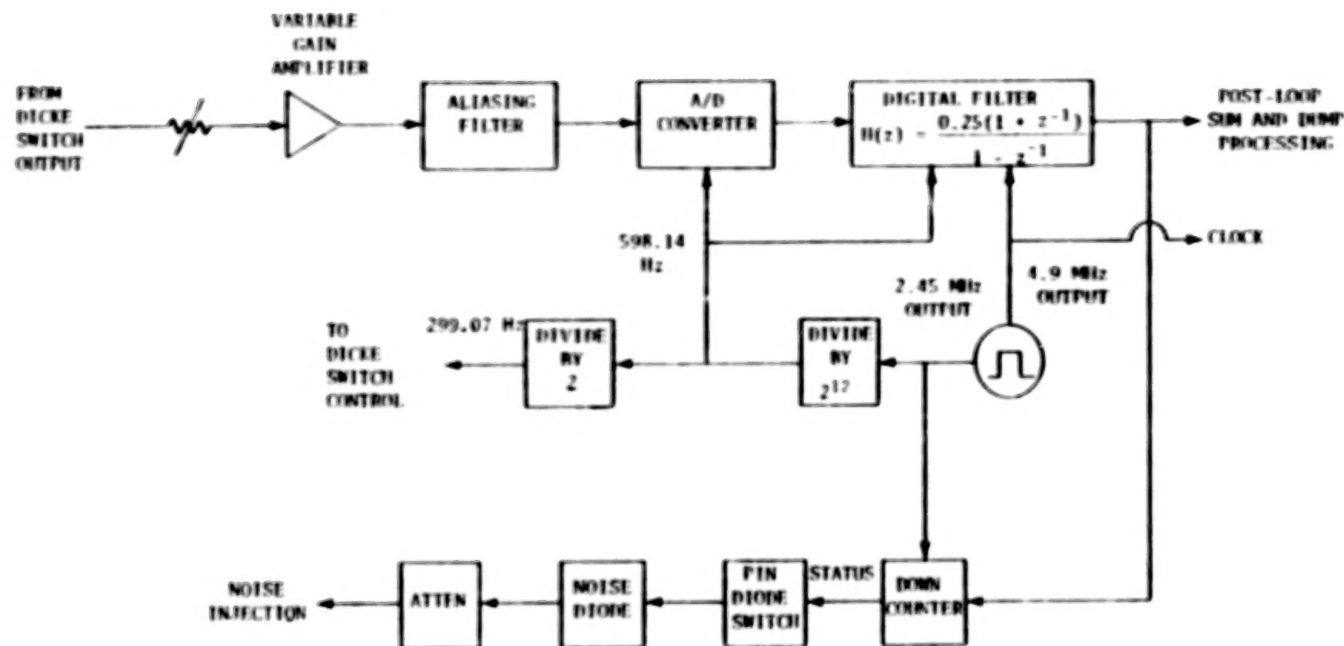 VARIABLE
GAIN
AMPLIFIER
FROM
DICKE
SWITCH
OUTPUT
ALIASING
FILTER
A/D
CONVERTER
DIGITAL FILTER
H(z) = 0.25(1 + z⁻¹)
1 - z⁻¹
POST-LOOP
SUM AND DUMP
PROCESSING
598.14
Hz
CLOCK
2.45 MHz
OUTPUT
4.9 MHz
OUTPUT
TO
DICKE
SWITCH
CONTROL
299.07 Hz
DIVIDE
BY
2
DIVIDE
BY
2¹²
NOISE
INJECTION
ATTEN
NOISE
DIODE
PIN
DIODE
SWITCH
STATUS
DOWN
COUNTER